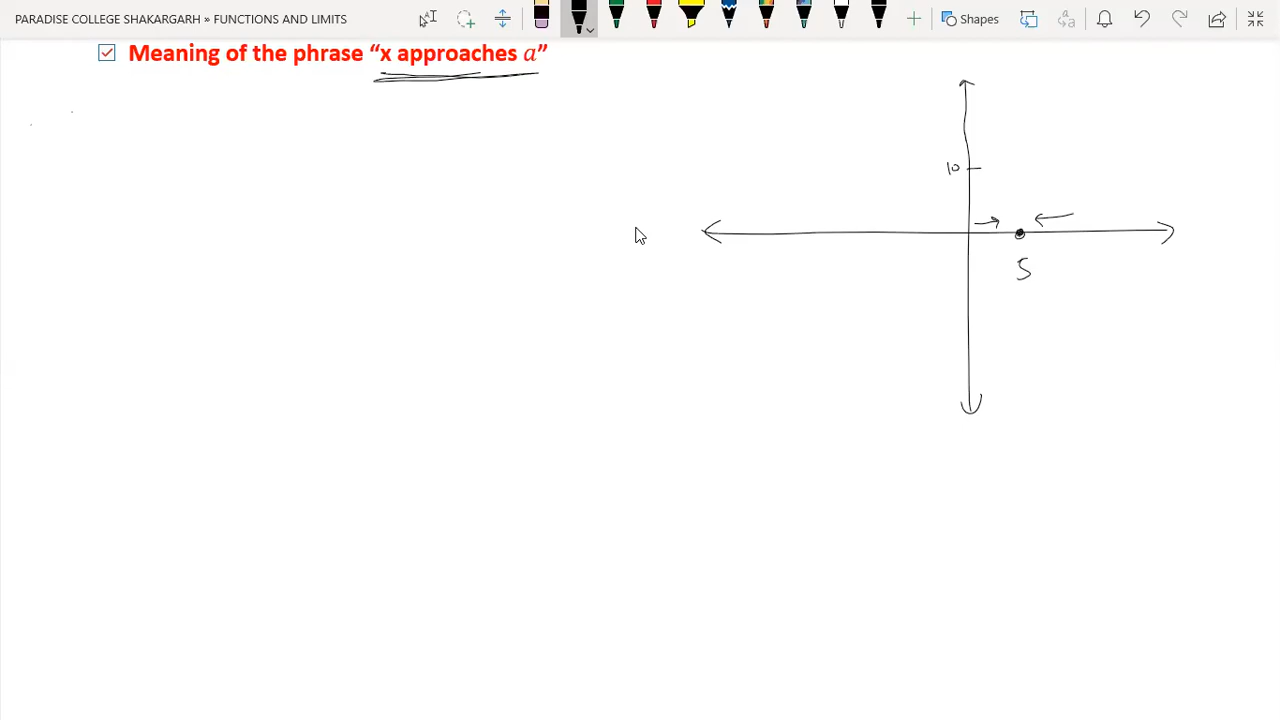 PARADISE COLLEGE SHAKARGARH » FUNCTIONS AND LIMITS
Shapes
Meaning of the phrase “x approaches a”
10
5